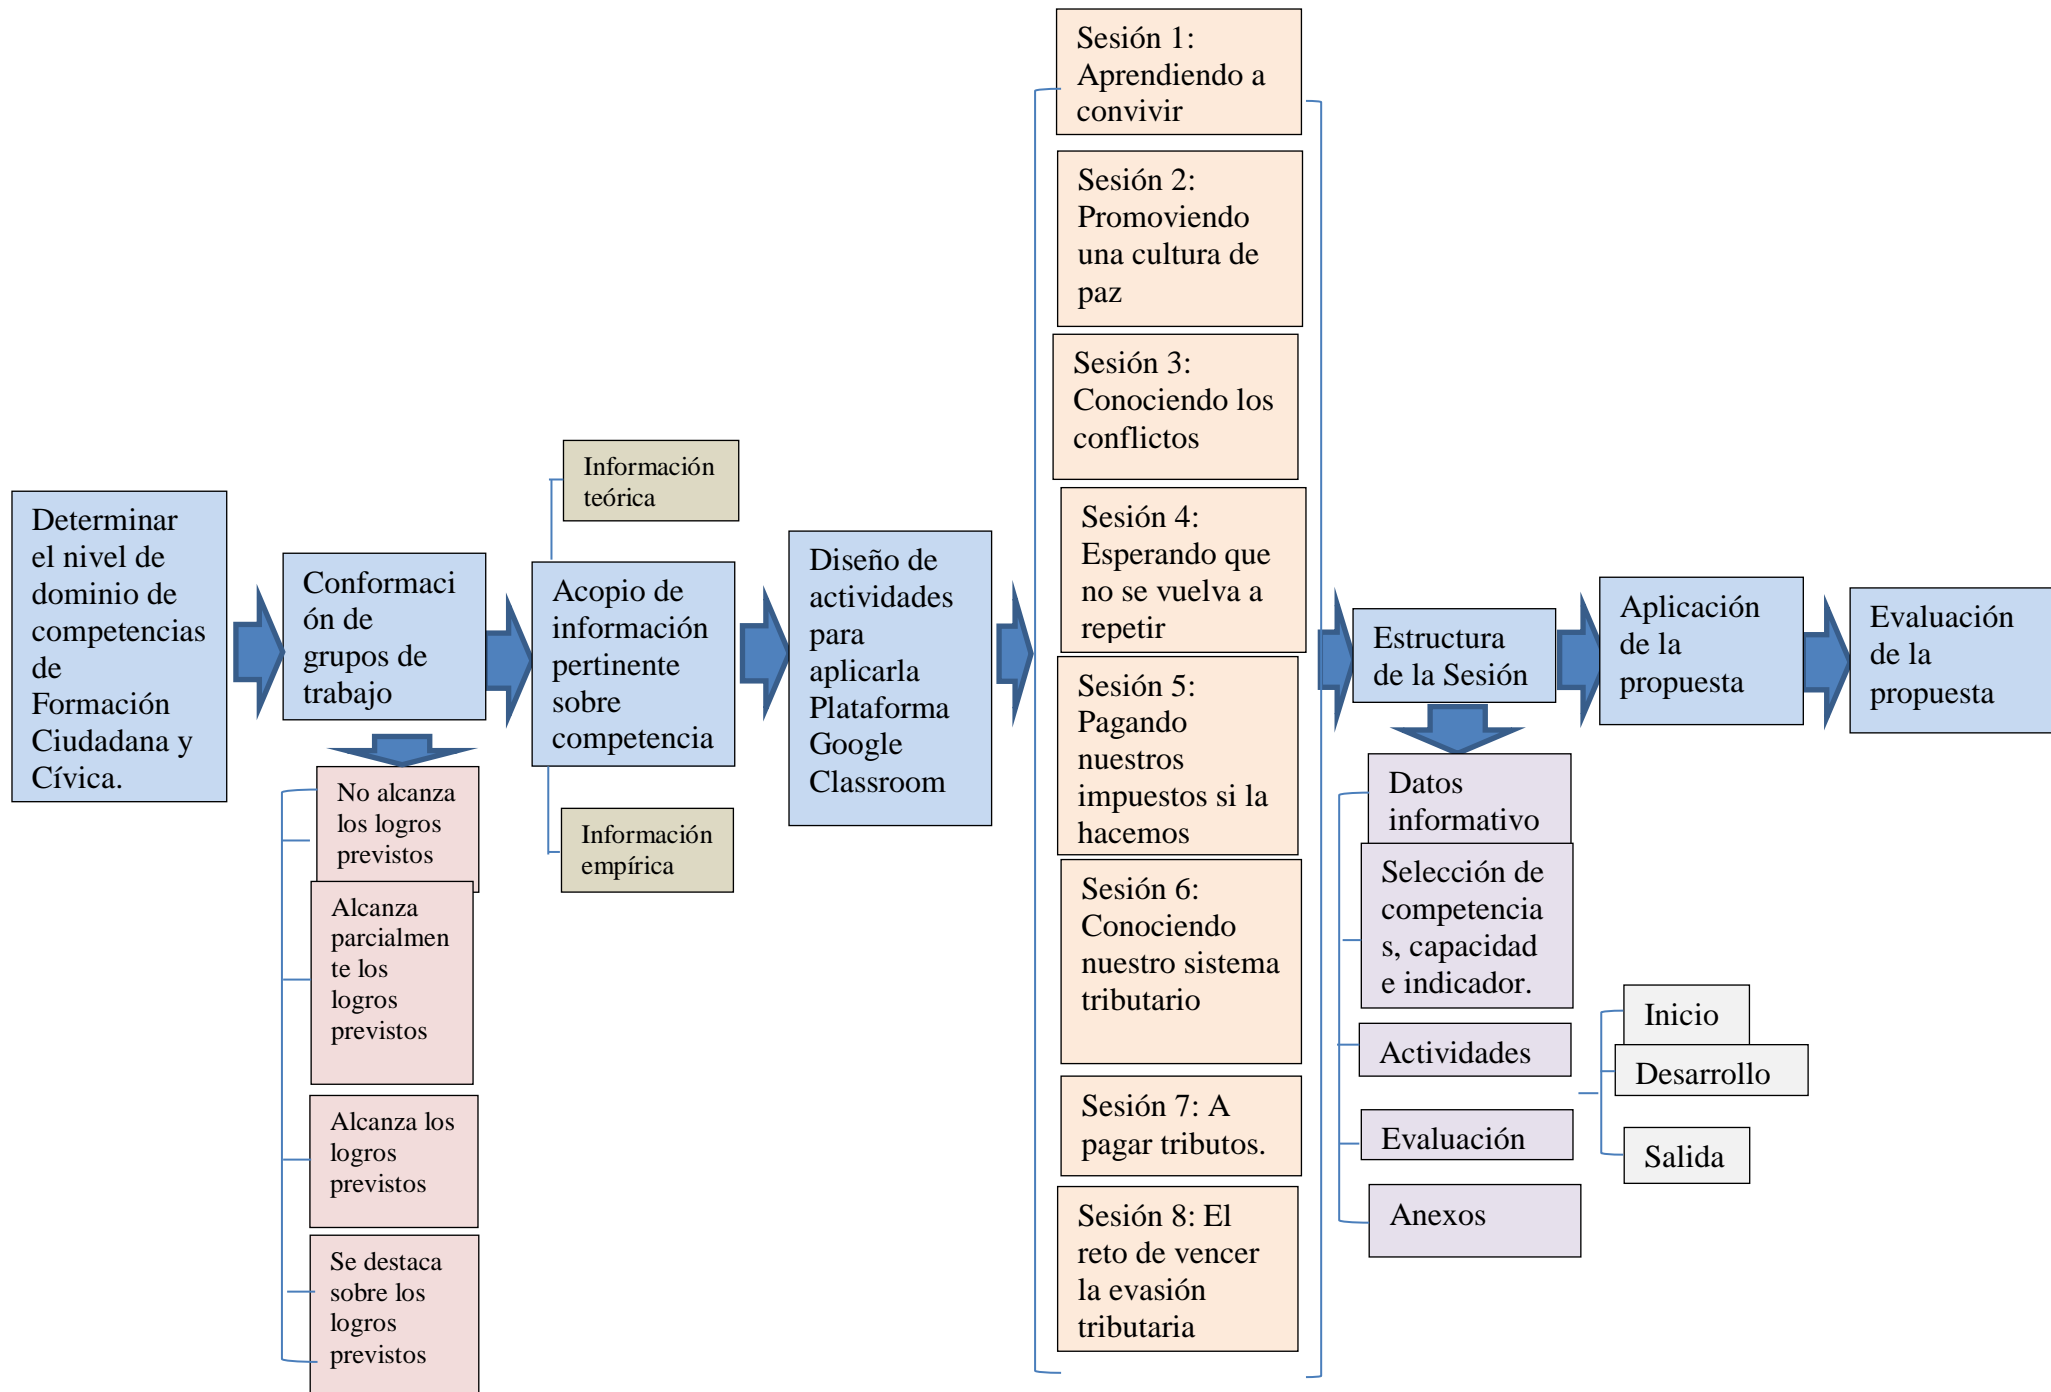 Determinar
el nivel de
dominio de
competencias
de
Formación
Ciudadana y
Cívica.
Conformaci
ón de
grupos de
trabajo
No alcanza
los logros
previstos
Alcanza
parcialmen
te los
logros
previstos
Alcanza los
logros
previstos
Se destaca
sobre los
logros
previstos
Información
teórica
Acopio de
información
pertinente
sobre
competencia
Información
empírica
Diseño de
actividades
para
aplicarla
Plataforma
Google
Classroom
Sesión 1:
Aprendiendo a
convivir
Sesión 2:
Promoviendo
una cultura de
paz
Sesión 3:
Conociendo los
conflictos
Sesión 4:
Esperando que
no se vuelva a
repetir
Sesión 5:
Pagando
nuestros
impuestos si la
hacemos
Sesión 6:
Conociendo
nuestro sistema
tributario
Sesión 7: A
pagar tributos.
Sesión 8: El
reto de vencer
la evasión
tributaria
Estructura
de la Sesión
Datos
informativo
Selección de
competencia
s, capacidad
e indicador.
Actividades
Evaluación
Anexos
Inicio
Desarrollo
Salida
Aplicación
de la
propuesta
Evaluación
de la
propuesta